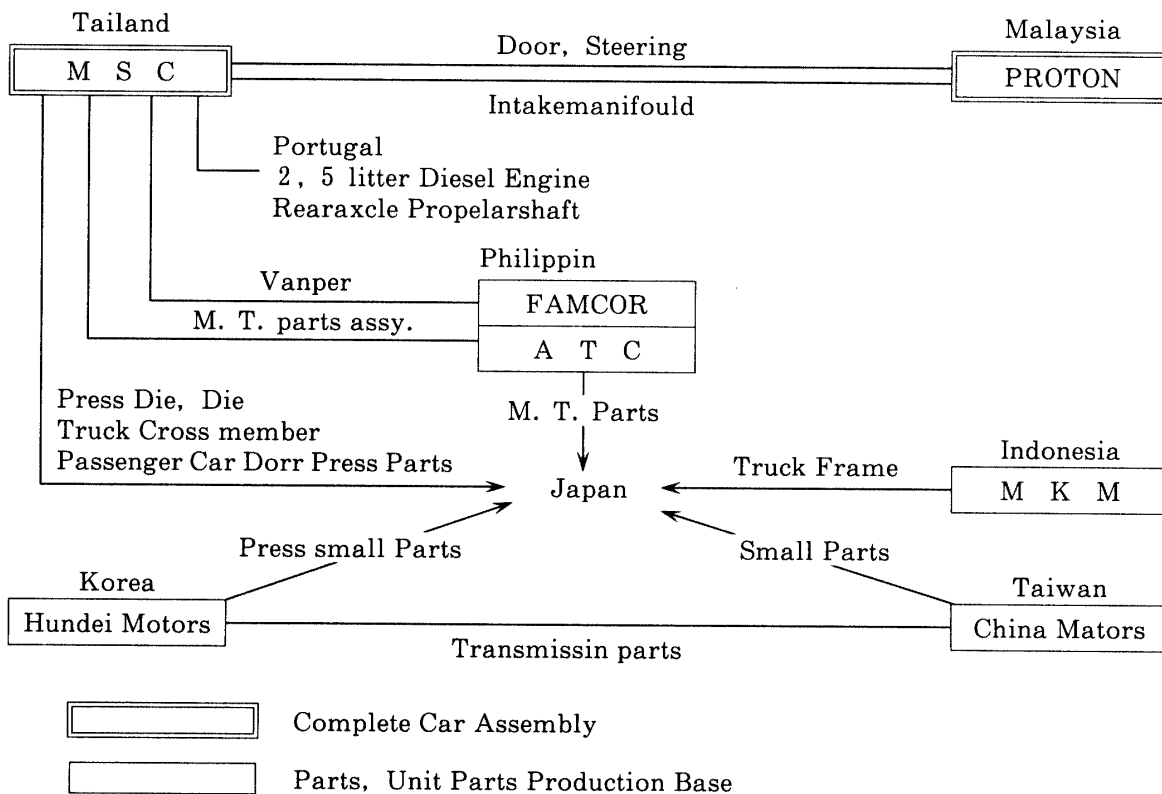 Tailand
M S C
Door, Steering
Intakemanifould
Malaysia
PROTON
Portugal
2, 5 litter Diesel Engine
Rearaxcle Propelarshaft
Philippin
Vanper
FAMCOR
M. T. parts assy.
A T C
Press Die, Die
Truck Cross member
Passenger Car Dorr Press Parts
M. T. Parts
Japan
Truck Frame
Indonesia
M K M
Press small Parts
Small Parts
Korea
Hundei Motors
Taiwan
China Mators
Transmissin parts
Complete Car Assembly
Parts, Unit Parts Production Base